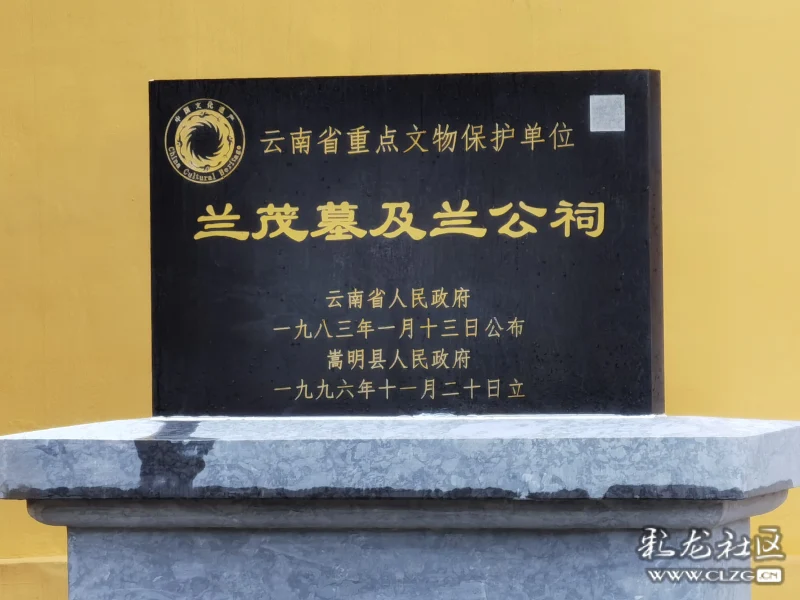 中国文化遗产
China Cultural Heritage
云南省重点文物保护单位
兰茂墓及兰公祠
云南省人民政府
一九八三年一月十三日公布
嵩明县人民政府
一九九六年十一月二十日立
彩龙社区
WWW.CLZG.CN